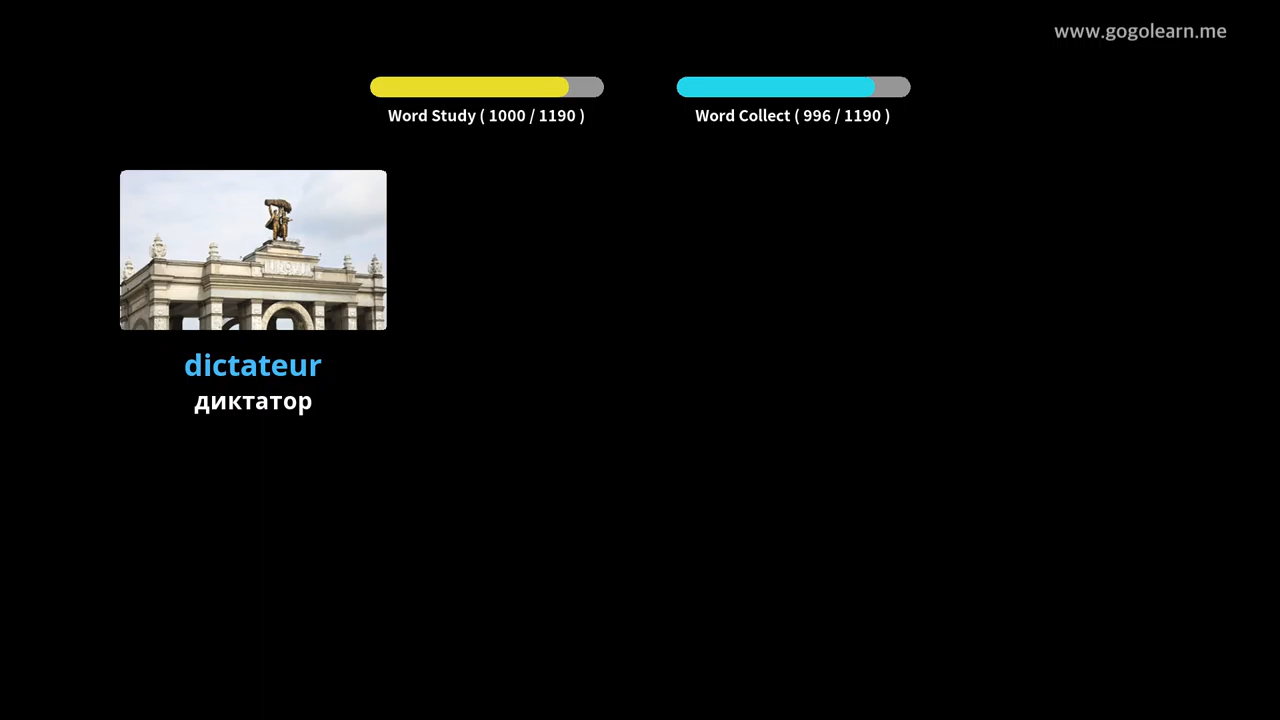 www.gogolearn.me
Word Study ( 1000 / 1190 )
Word Collect ( 996 / 1190 )
dictateur
диктатор